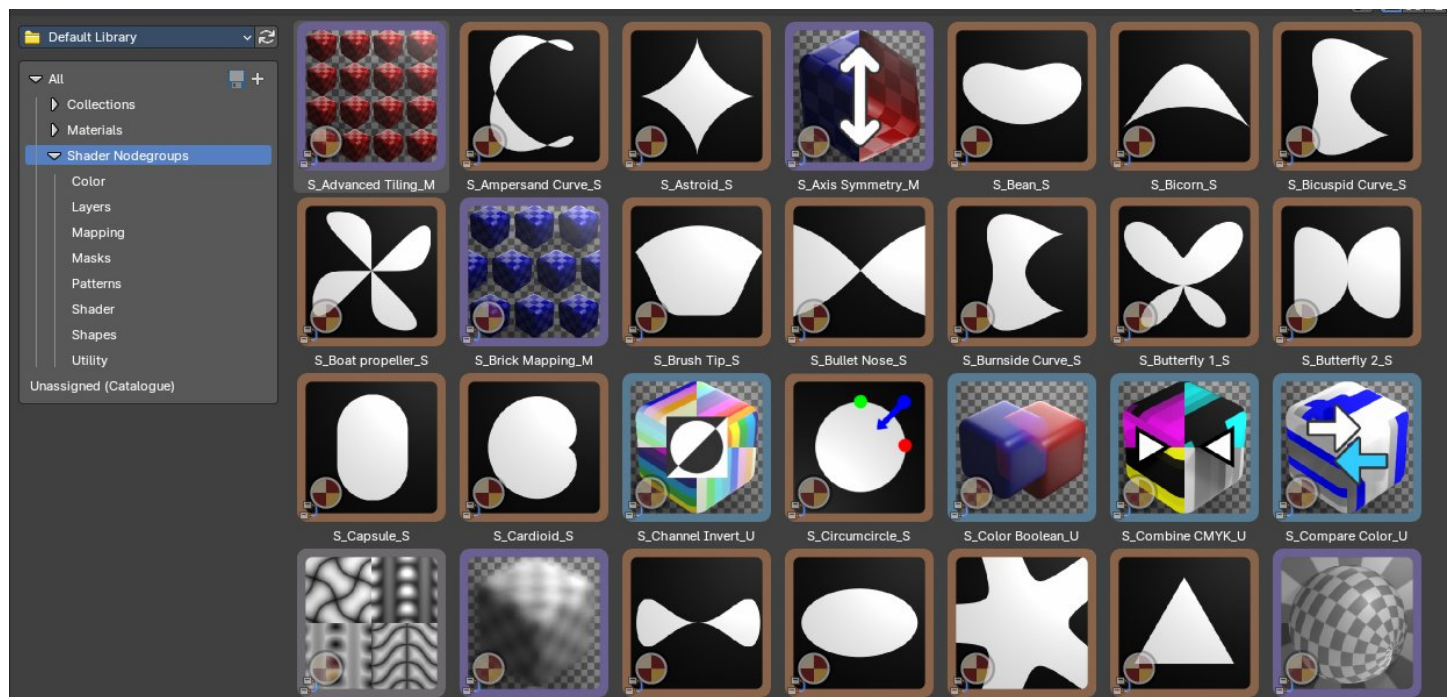 Default Library
All
Collections
Materials
Shader Nodegroups
Color
Layers
Mapping
Masks
Patterns
Shader
Shapes
Utility
Unassigned (Catalogue)
S_Advanced Tiling_M
S_Ampersand Curve_S
S_Astroid_S
S_Axis Symmetry_M
S_Bean_S
S_Bicorn_S
S_Bicuspid Curve_S
S_Boat propeller_S
S_Brick Mapping_M
S_Brush Tip_S
S_Bullet Nose_S
S_Burnside Curve_S
S_Butterfly 1_S
S_Butterfly 2_S
S_Capsule_S
S_Cardioid_S
S_Channel Invert_U
S_Circumcircle_S
S_Color Boolean_U
S_Combine CMYK_U
S_Compare Color_U